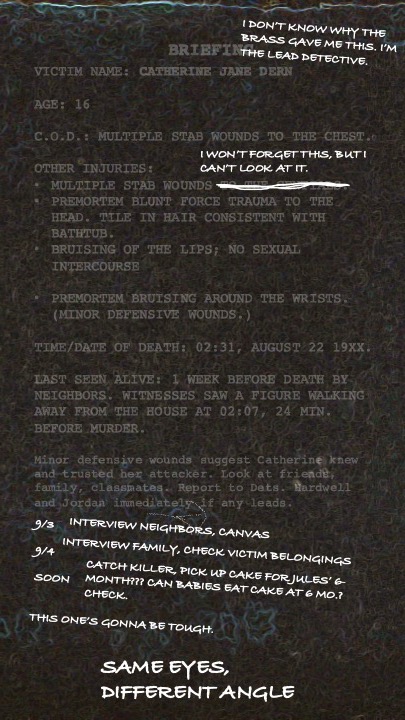 I DON'T KNOW WHY THE
BRASS GAVE ME THIS. I'M
THE LEAD DETECTIVE.
BRIEFING
VICTIM NAME: CATHERINE JANE DERN
AGE: 16
C.O.D.: MULTIPLE STAB WOUNDS TO THE CHEST.
I WON'T FORGET THIS, BUT I
CAN'T LOOK AT IT.
OTHER INJURIES:
• MULTIPLE STAB WOUNDS
• PREMORTEM BLUNT FORCE TRAUMA TO THE
HEAD. TILE IN HAIR CONSISTENT WITH
BATHTUB.
• BRUISING OF THE LIPS; NO SEXUAL
INTERCOURSE
• PREMORTEM BRUISING AROUND THE WRISTS.
(MINOR DEFENSIVE WOUNDS.)
TIME/DATE OF DEATH: 02:31, AUGUST 22 19XX.
LAST SEEN ALIVE: 1 WEEK BEFORE DEATH BY
NEIGHBORS. WITNESSES SAW A FIGURE WALKING
AWAY FROM THE HOUSE AT 02:07, 24 MIN.
BEFORE MURDER.
Minor defensive wounds suggest Catherine knew
and trusted her attacker. Look at friends,
family, classmates. Report to Dats. Hardwell
and Jordan immediately if any leads.
9/3 INTERVIEW NEIGHBORS, CANVAS
9/4 INTERVIEW FAMILY, CHECK VICTIM BELONGINGS
SOON CATCH KILLER, PICK UP CAKE FOR JULES' 6-
MONTH??? CAN BABIES EAT CAKE AT 6 MO.?
CHECK.
THIS ONE'S GONNA BE TOUGH.
SAME EYES,
DIFFERENT ANGLE